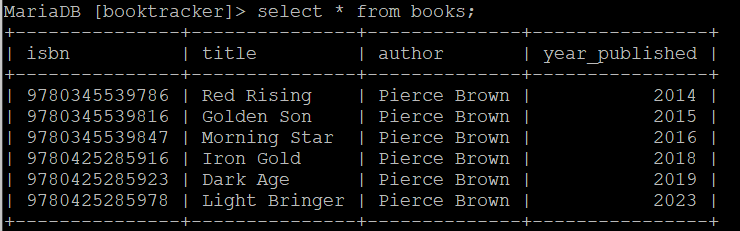 MariaDB [booktracker]> select * from books;
+---------------+---------------+--------------+----------------+
| isbn          | title         | author       | year_published |
+---------------+---------------+--------------+----------------+
| 9780345539786 | Red Rising    | Pierce Brown |           2014 |
| 9780345539816 | Golden Son    | Pierce Brown |           2015 |
| 9780345539847 | Morning Star  | Pierce Brown |           2016 |
| 9780425285916 | Iron Gold     | Pierce Brown |           2018 |
| 9780425285923 | Dark Age      | Pierce Brown |           2019 |
| 9780425285978 | Light Bringer | Pierce Brown |           2023 |
+---------------+---------------+--------------+----------------+